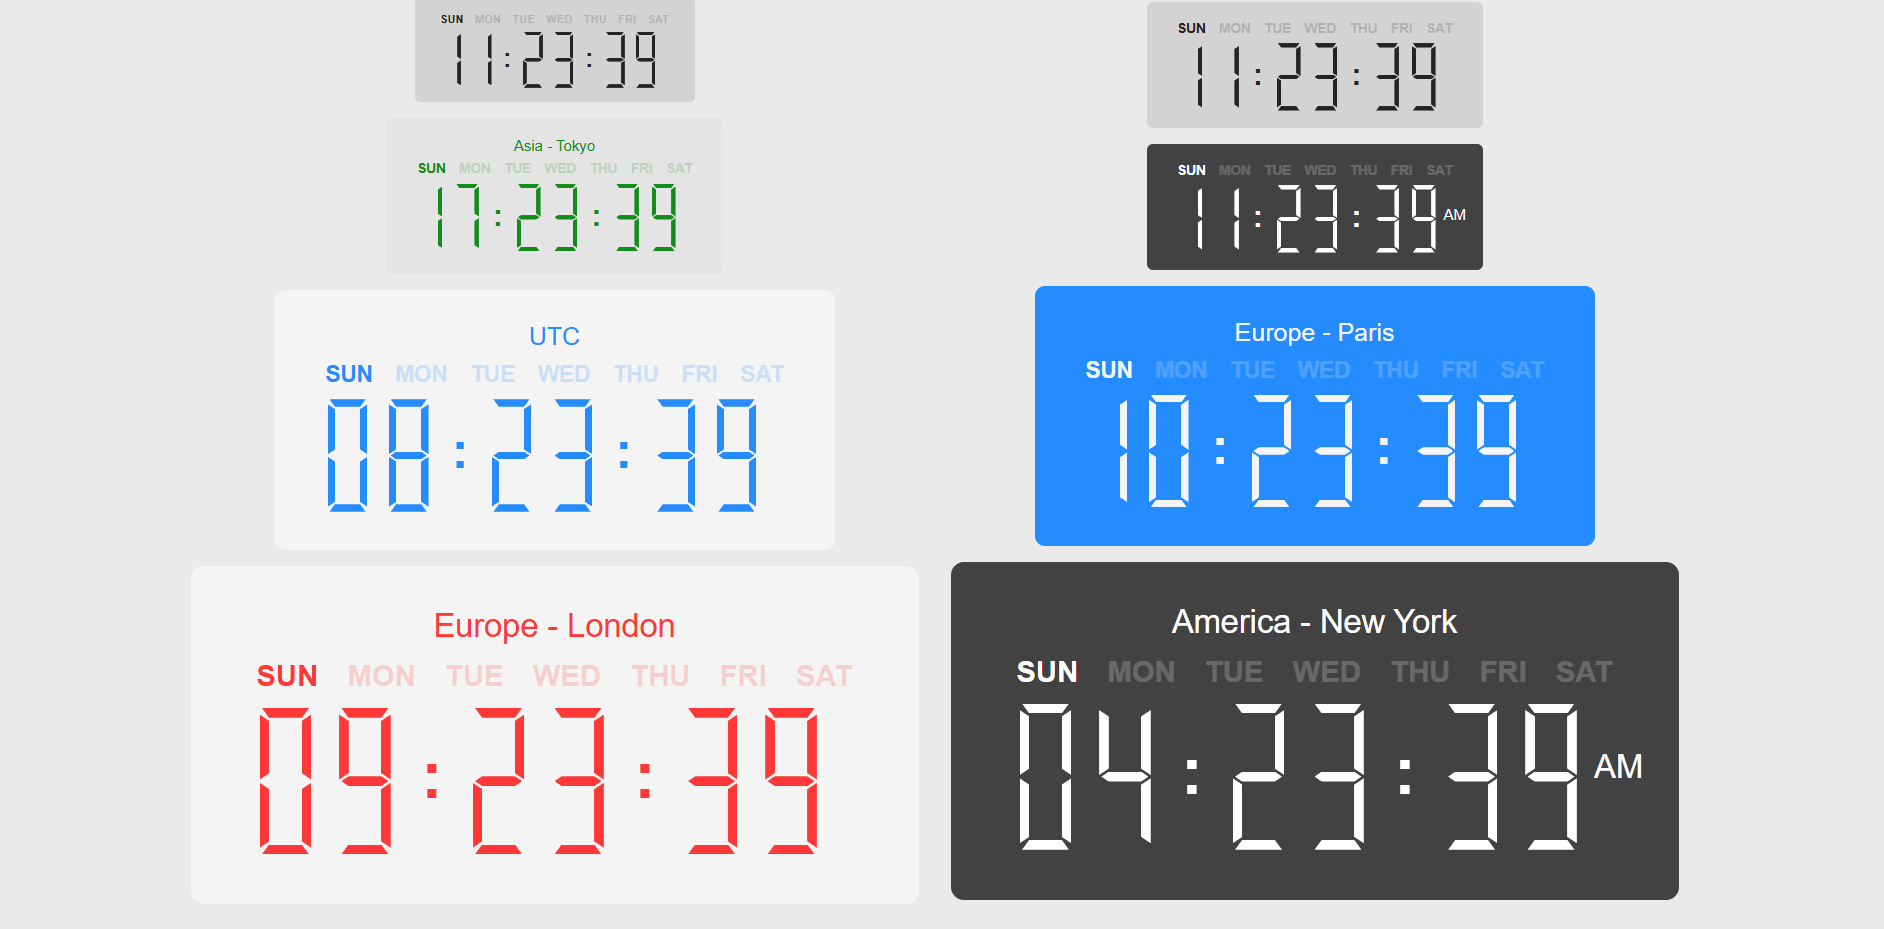 SUN MON TUE WED THU FRI SAT
11:23:39
Asia - Tokyo
SUN MON TUE WED THU FRI SAT
17:23:39
UTC
SUN MON TUE WED THU FRI SAT
08:23:39
Europe - London
SUN MON TUE WED THU FRI SAT
09:23:39
SUN MON TUE WED THU FRI SAT
11:23:39
SUN MON TUE WED THU FRI SAT
11:23:39 AM
Europe - Paris
SUN MON TUE WED THU FRI SAT
10:23:39
America - New York
SUN MON TUE WED THU FRI SAT
04:23:39 AM